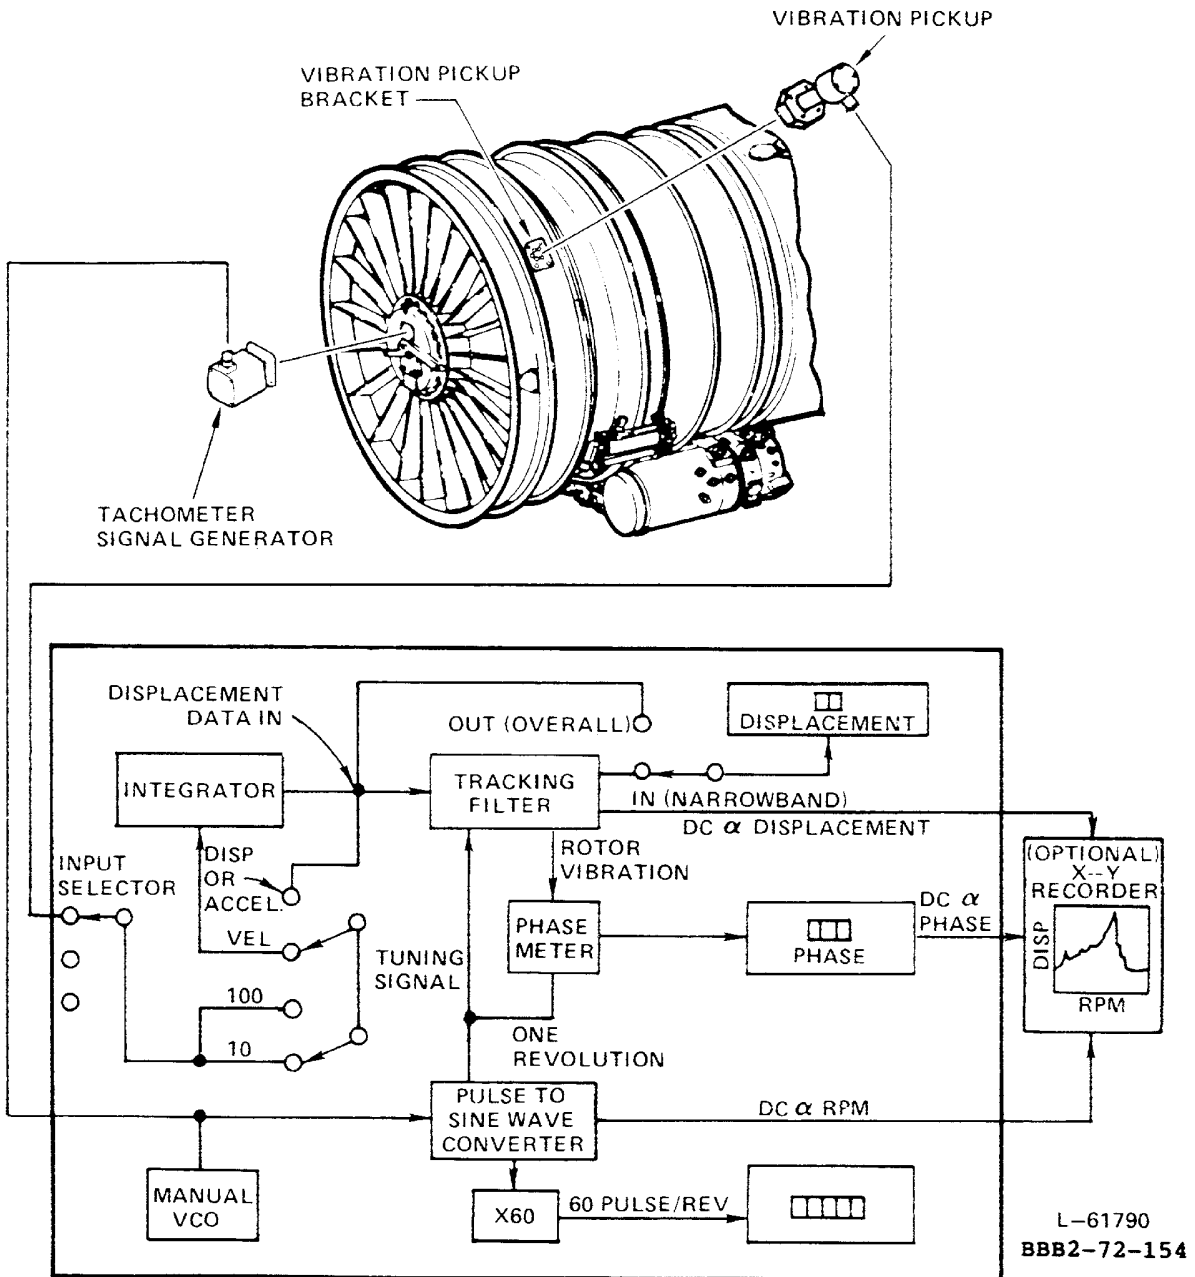 VIBRATION PICKUP
VIBRATION PICKUP
BRACKET
TACHOMETER
SIGNAL GENERATOR
DISPLACEMENT
DATA IN
OUT (OVERALL)
DISPLACEMENT
INTEGRATOR
TRACKING
FILTER
IN (NARROWBAND)
DC α DISPLACEMENT
INPUT
SELECTOR
DISP
OR
ACCEL.
ROTOR
VIBRATION
(OPTIONAL)
X--Y
RECORDER
DISP
RPM
VEL
TUNING
SIGNAL
PHASE
METER
PHASE
DC α
PHASE
100
10
ONE
REVOLUTION
PULSE TO
SINE WAVE
CONVERTER
DC α RPM
MANUAL
VCO
X60
60 PULSE/REV
L-61790
BBB2-72-154